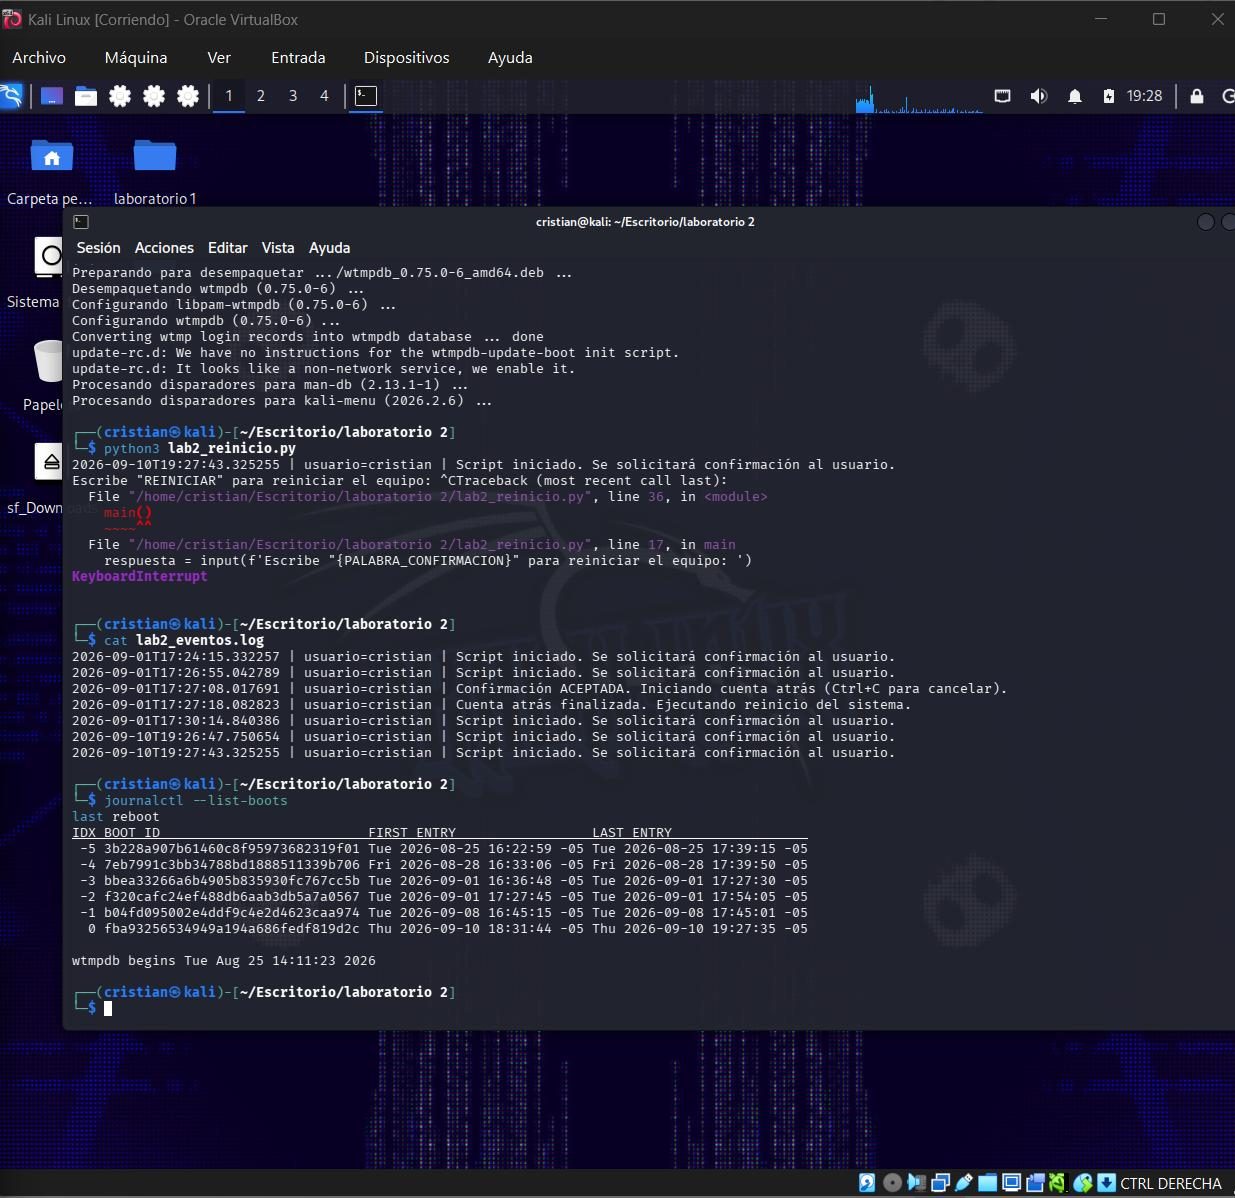 Kali Linux [Corriendo] - Oracle VirtualBox
Archivo Máquina Ver Entrada Dispositivos Ayuda
1 2 3 4 19:28
Carpeta pe... laboratorio1
cristian@kali: ~/Escritorio/laboratorio 2
Sesión Acciones Editar Vista Ayuda
Preparando para desempaquetar .../wtmpdb_0.75.0-6_amd64.deb ...
Desempaquetando wtmpdb (0.75.0-6) ...
Configurando libpam-wtmpdb (0.75.0-6) ...
Sistema
Configurando wtmpdb (0.75.0-6) ...
Converting wtmp login records into wtmpdb database ... done
update-rc.d: We have no instructions for the wtmpdb-update-boot init script.
update-rc.d: It looks like a non-network service, we enable it.
Procesando disparadores para man-db (2.13.1-1) ...
Procesando disparadores para kali-menu (2026.2.6) ...
Papel
┌──(cristian㉿kali)-[~/Escritorio/laboratorio 2]
└─$ python3 lab2_reinicio.py
2026-09-10T19:27:43.325255 | usuario=cristian | Script iniciado. Se solicitará confirmación al usuario.
Escribe "REINICIAR" para reiniciar el equipo: ^CTraceback (most recent call last):
File "/home/cristian/Escritorio/laboratorio 2/lab2_reinicio.py", line 36, in <module>
sf_Downloads
main()
~~~~^^
File "/home/cristian/Escritorio/laboratorio 2/lab2_reinicio.py", line 17, in main
respuesta = input(f'Escribe "{PALABRA_CONFIRMACION}" para reiniciar el equipo: ')
KeyboardInterrupt
┌──(cristian㉿kali)-[~/Escritorio/laboratorio 2]
└─$ cat lab2_eventos.log
2026-09-01T17:24:15.332257 | usuario=cristian | Script iniciado. Se solicitará confirmación al usuario.
2026-09-01T17:26:55.042789 | usuario=cristian | Script iniciado. Se solicitará confirmación al usuario.
2026-09-01T17:27:08.017691 | usuario=cristian | Confirmación ACEPTADA. Iniciando cuenta atrás (Ctrl+C para cancelar).
2026-09-01T17:27:18.082823 | usuario=cristian | Cuenta atrás finalizada. Ejecutando reinicio del sistema.
2026-09-01T17:30:14.840386 | usuario=cristian | Script iniciado. Se solicitará confirmación al usuario.
2026-09-10T19:26:47.750654 | usuario=cristian | Script iniciado. Se solicitará confirmación al usuario.
2026-09-10T19:27:43.325255 | usuario=cristian | Script iniciado. Se solicitará confirmación al usuario.
┌──(cristian㉿kali)-[~/Escritorio/laboratorio 2]
└─$ journalctl --list-boots
last reboot
IDX BOOT ID FIRST ENTRY LAST ENTRY
-5 3b228a907b61460c8f95973682319f01 Tue 2026-08-25 16:22:59 -05 Tue 2026-08-25 17:39:15 -05
-4 7eb7991c3bb34788bd1888511339b706 Fri 2026-08-28 16:33:06 -05 Fri 2026-08-28 17:39:50 -05
-3 bbea33266a6b4905b835930fc767cc5b Tue 2026-09-01 16:36:48 -05 Tue 2026-09-01 17:27:30 -05
-2 f320cafc24ef488db6aab3db5a7a0567 Tue 2026-09-01 17:27:45 -05 Tue 2026-09-01 17:54:05 -05
-1 b04fd095002e4ddf9c4e2d4623caa974 Tue 2026-09-08 16:45:15 -05 Tue 2026-09-08 17:45:01 -05
0 fba93256534949a194a686fedf819d2c Thu 2026-09-10 18:31:44 -05 Thu 2026-09-10 19:27:35 -05
wtmpdb begins Tue Aug 25 14:11:23 2026
┌──(cristian㉿kali)-[~/Escritorio/laboratorio 2]
└─$
CTRL DERECHA